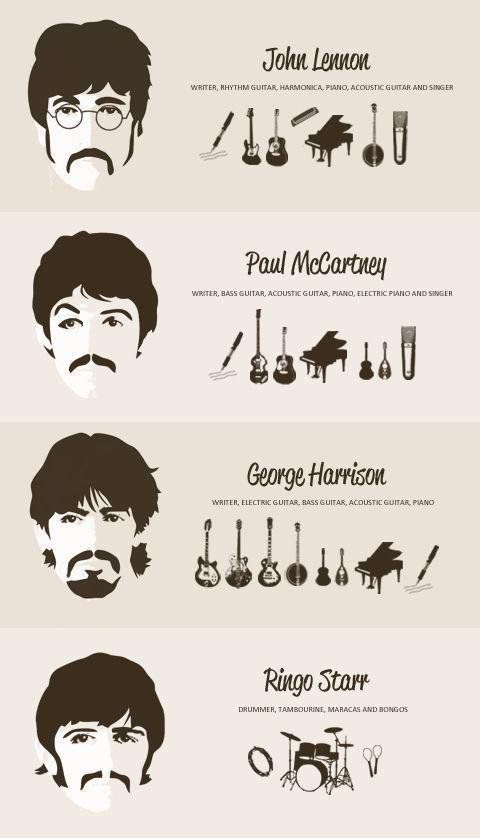 John Lennon
WRITER, RHYTHM GUITAR, HARMONICA, PIANO, ACOUSTIC GUITAR AND SINGER
Paul McCartney
WRITER, BASS GUITAR, ACOUSTIC GUITAR, PIANO, ELECTRIC PIANO AND SINGER
George Harrison
WRITER, ELECTRIC GUITAR, BASS GUITAR, ACOUSTIC GUITAR, PIANO
Ringo Starr
DRUMMER, TAMBOURINE, MARACAS AND BONGOS